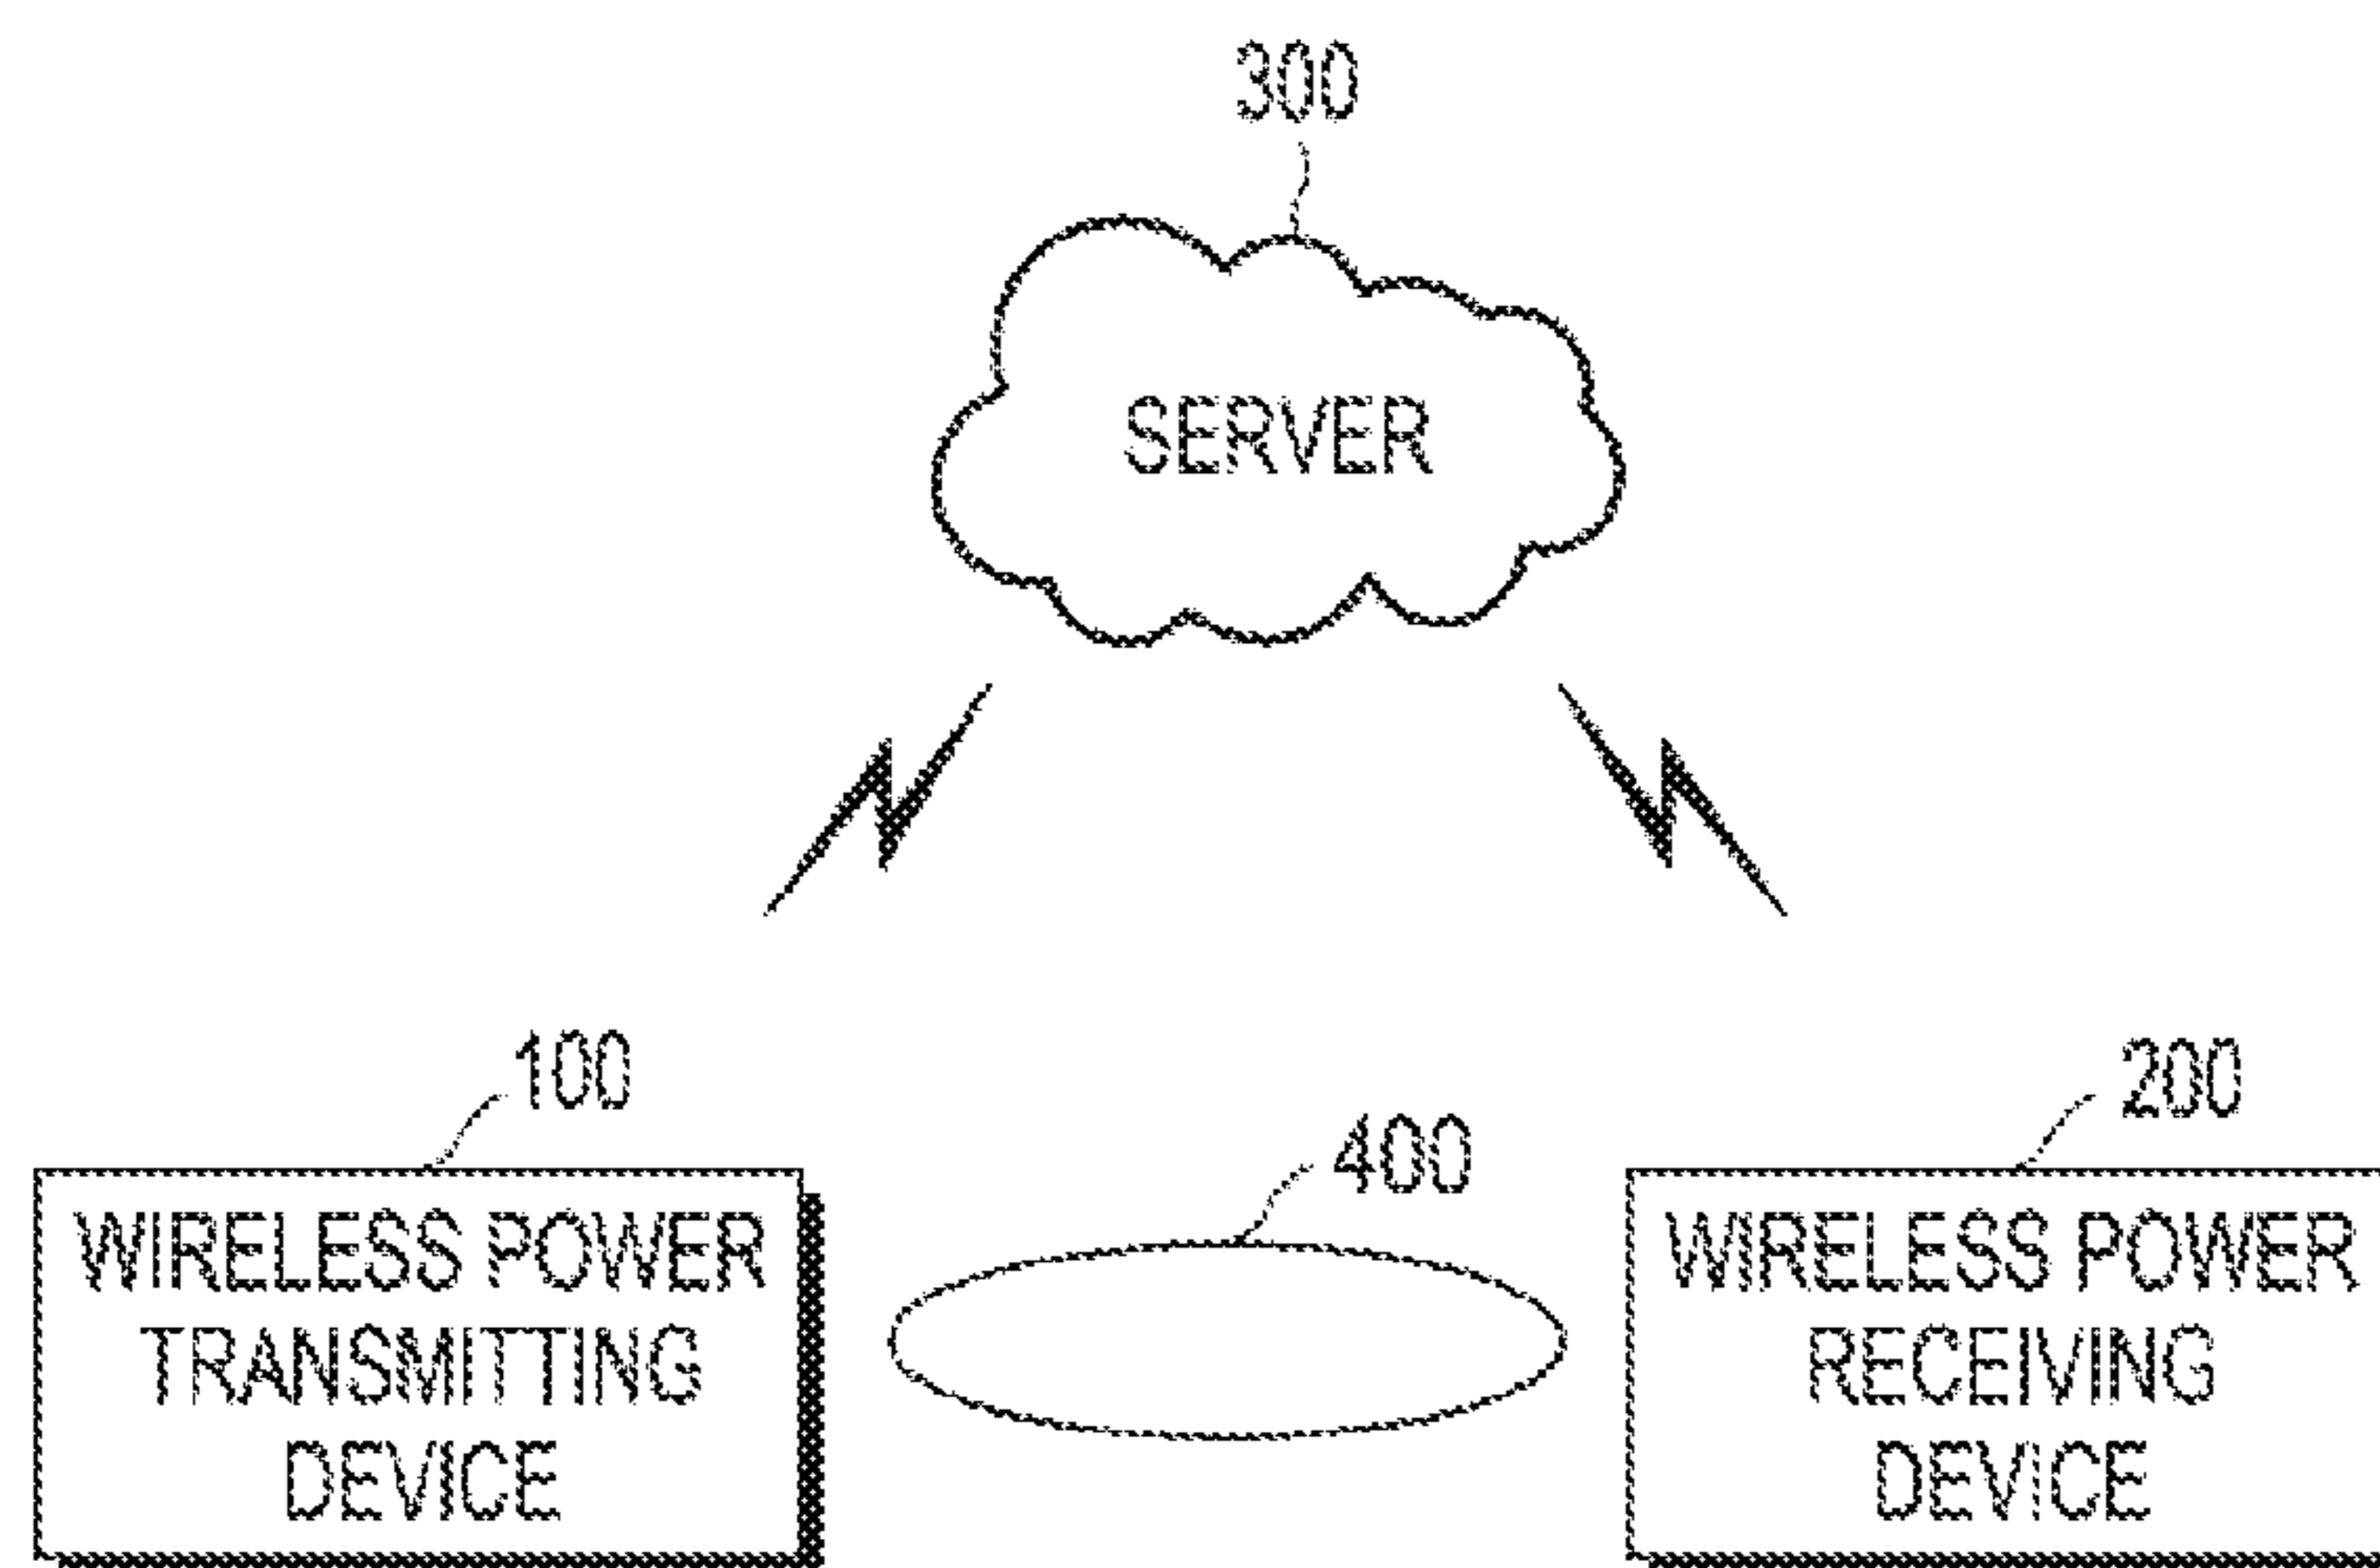 300
SERVER
100
200
400
WIRELESS POWER
TRANSMITTING
DEVICE
WIRELESS POWER
RECEIVING
DEVICE